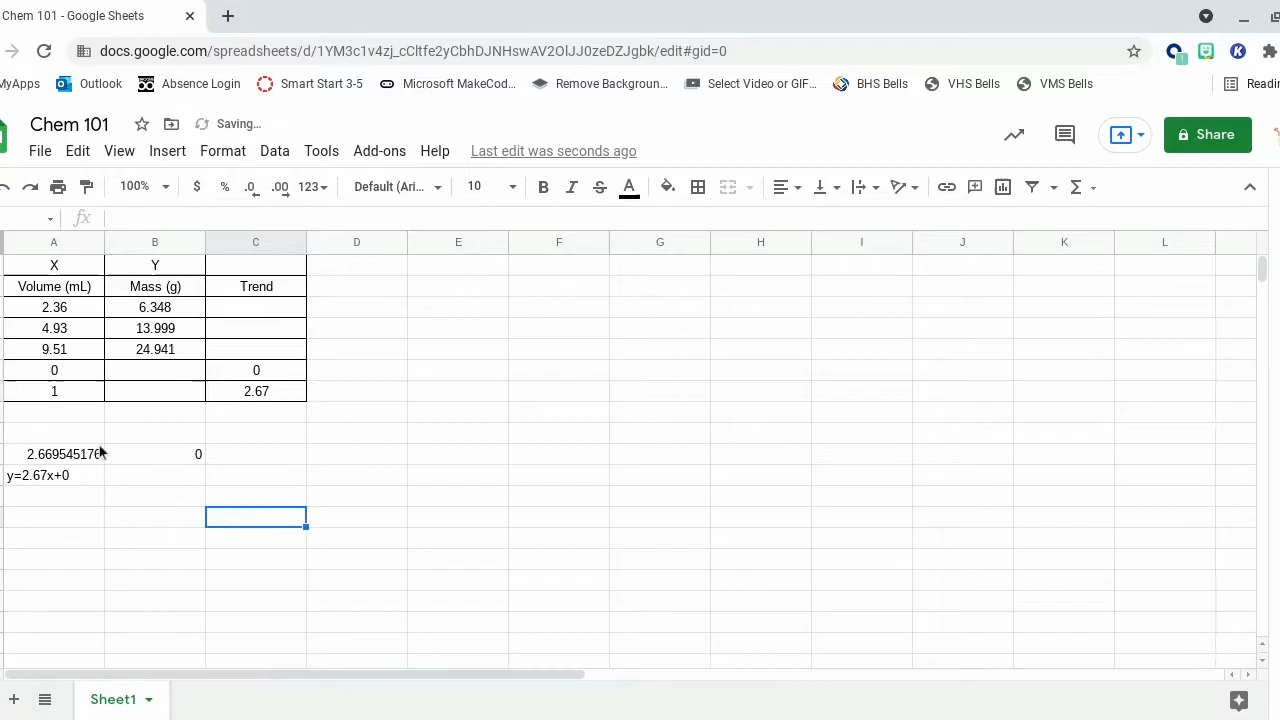 Chem 101 - Google Sheets
docs.google.com/spreadsheets/d/1YM3c1v4zj_cCltfe2yCbhDJNHswAV2OlJJ0zeDZJgbk/edit#gid=0
MyApps Outlook Absence Login Smart Start 3-5 Microsoft MakeCod... Remove Backgroun... Select Video or GIF... BHS Bells VHS Bells VMS Bells
Chem 101 Saving...
Share
File Edit View Insert Format Data Tools Add-ons Help Last edit was seconds ago
100% $ % .0 .00 123 Default (Ari... 10 B I S A Σ
fx
A B C D E F G H I J K L
X Y
Volume (mL) Mass (g) Trend
2.36 6.348
4.93 13.999
9.51 24.941
0 0
1 2.67
2.669545176 0
y=2.67x+0
Sheet1